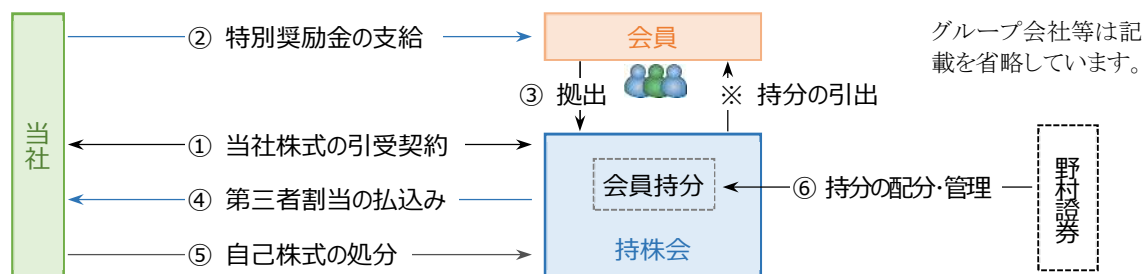 ② 特別奨励金の支給
会員
グループ会社等は記
載を省略しています。
③ 拠出
※ 持分の引出
当社
① 当社株式の引受契約
会員持分
⑥ 持分の配分・管理
野村證券
④ 第三者割当の払込み
持株会
⑤ 自己株式の処分